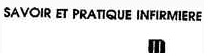 SAVOIR ET PRATIQUE INFIRMIERE
m